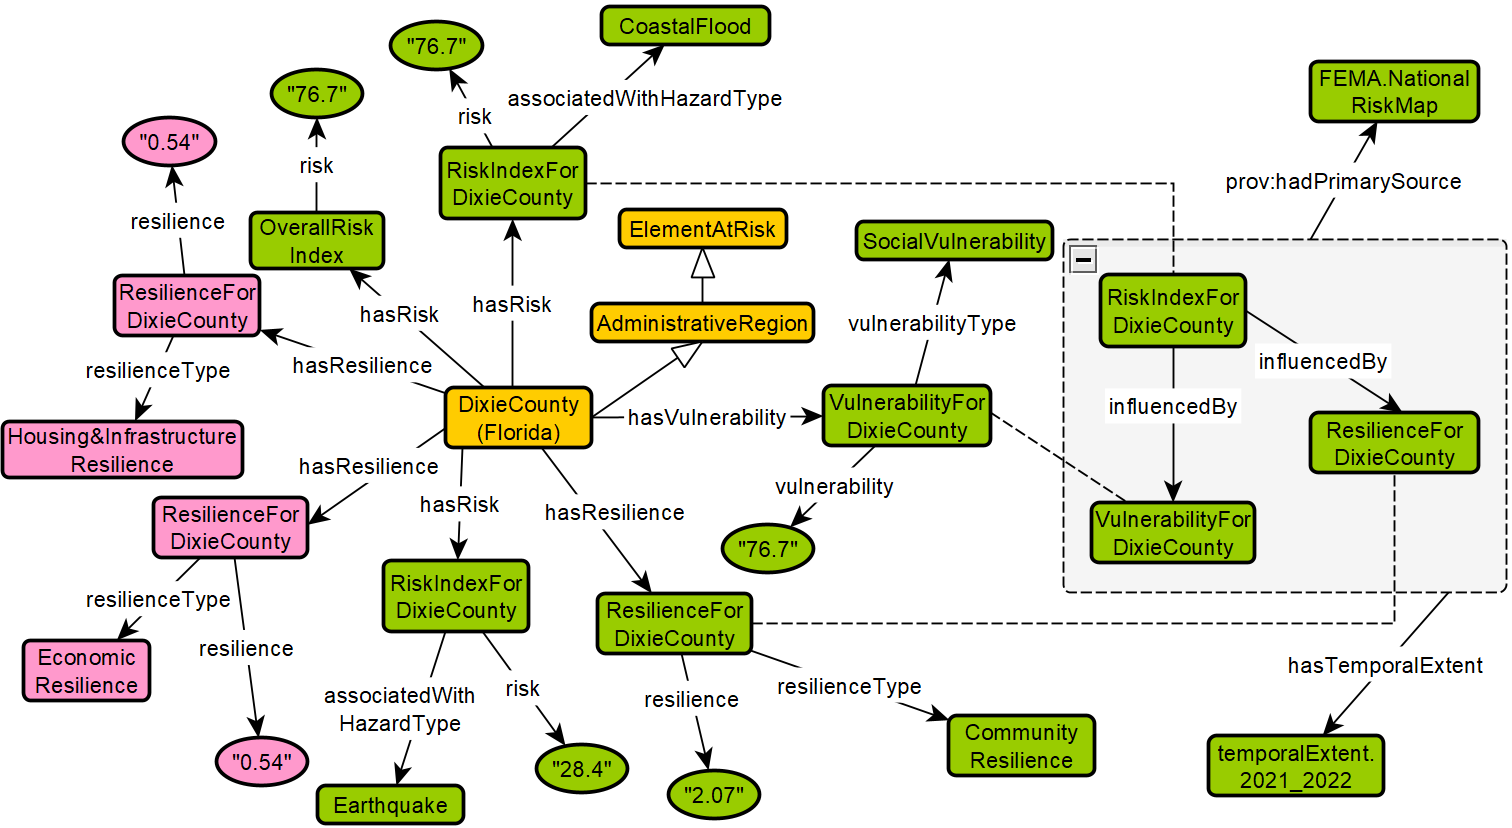 CoastalFlood
"76.7"
associatedWithHazardType
risk
"76.7"
FEMA.National
RiskMap
"0.54"
risk
RiskIndexFor
DixieCounty
prov:hadPrimarySource
resilience
OverallRisk
Index
ElementAtRisk
SocialVulnerability
ResilienceFor
DixieCounty
hasRisk
hasRisk
AdministrativeRegion
vulnerabilityType
RiskIndexFor
DixieCounty
resilienceType
hasResilience
influencedBy
DixieCounty
(Florida)
hasVulnerability
VulnerabilityFor
DixieCounty
influencedBy
Housing&Infrastructure
Resilience
ResilienceFor
DixieCounty
hasResilience
hasRisk
hasResilience
vulnerability
ResilienceFor
DixieCounty
"76.7"
VulnerabilityFor
DixieCounty
resilienceType
RiskIndexFor
DixieCounty
ResilienceFor
DixieCounty
Economic
Resilience
resilience
associatedWith
HazardType
risk
resilience
resilienceType
hasTemporalExtent
"0.54"
"28.4"
"2.07"
Community
Resilience
temporalExtent.
2021_2022
Earthquake